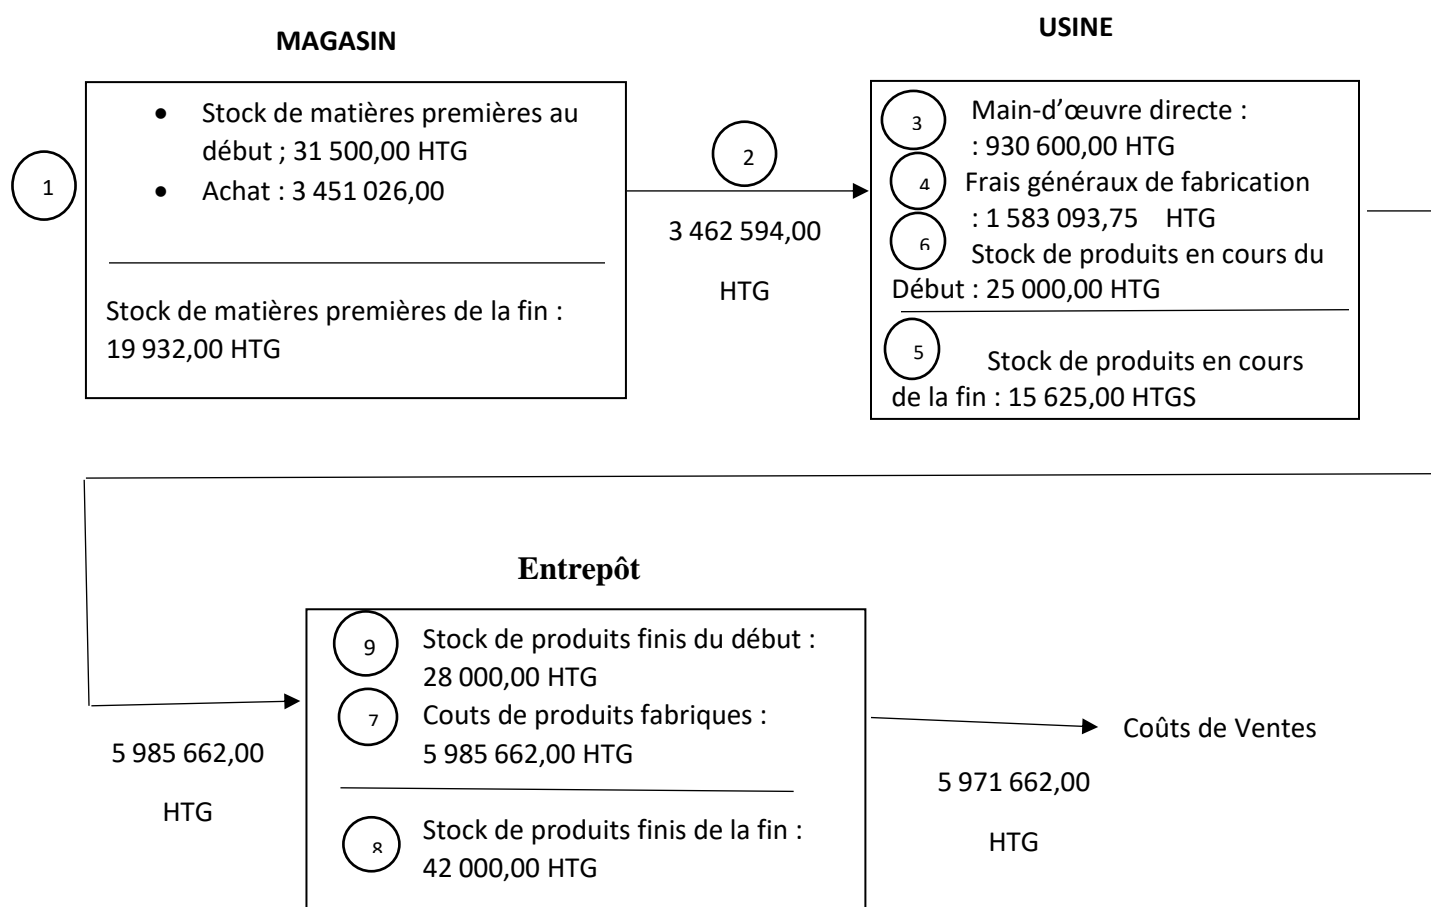 MAGASIN
USINE
1
• Stock de matières premières au
début ; 31 500,00 HTG
• Achat : 3 451 026,00
Stock de matières premières de la fin :
19 932,00 HTG
2
3 462 594,00
HTG
3 Main-d’œuvre directe :
: 930 600,00 HTG
4 Frais généraux de fabrication
: 1 583 093,75 HTG
6 Stock de produits en cours du
Début : 25 000,00 HTG
5 Stock de produits en cours
de la fin : 15 625,00 HTGS
Entrepôt
5 985 662,00
HTG
9 Stock de produits finis du début :
28 000,00 HTG
7 Couts de produits fabriques :
5 985 662,00 HTG
8 Stock de produits finis de la fin :
42 000,00 HTG
5 971 662,00
HTG
Coûts de Ventes